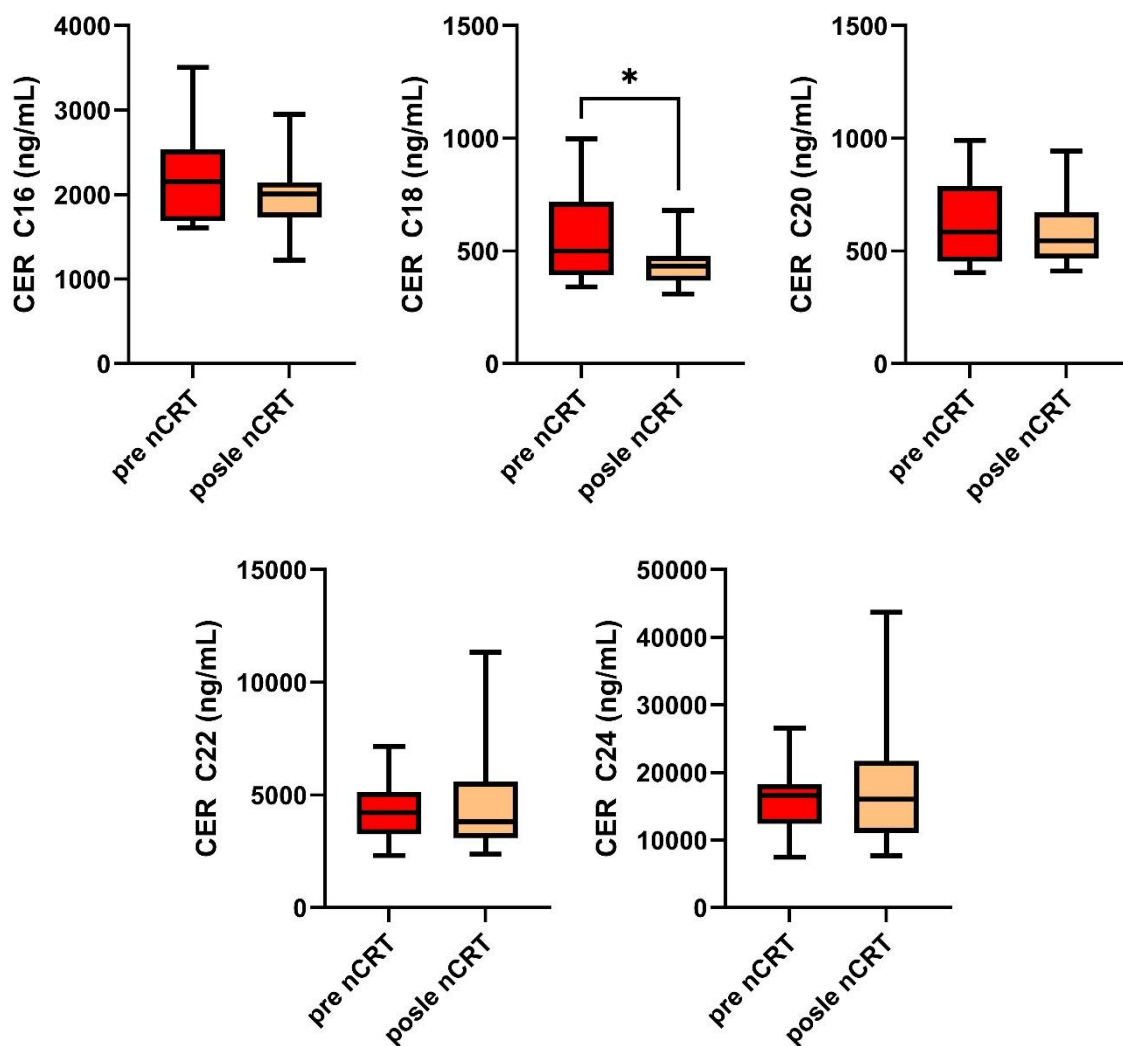 CER C16 (ng/mL)
4000
3000
2000
1000
0
pre nCRT
posle nCRT
CER C18 (ng/mL)
1500
1000
500
0
*
pre nCRT
posle nCRT
CER C20 (ng/mL)
1500
1000
500
0
pre nCRT
posle nCRT
CER C22 (ng/mL)
15000
10000
5000
0
pre nCRT
posle nCRT
CER C24 (ng/mL)
50000
40000
30000
20000
10000
0
pre nCRT
posle nCRT